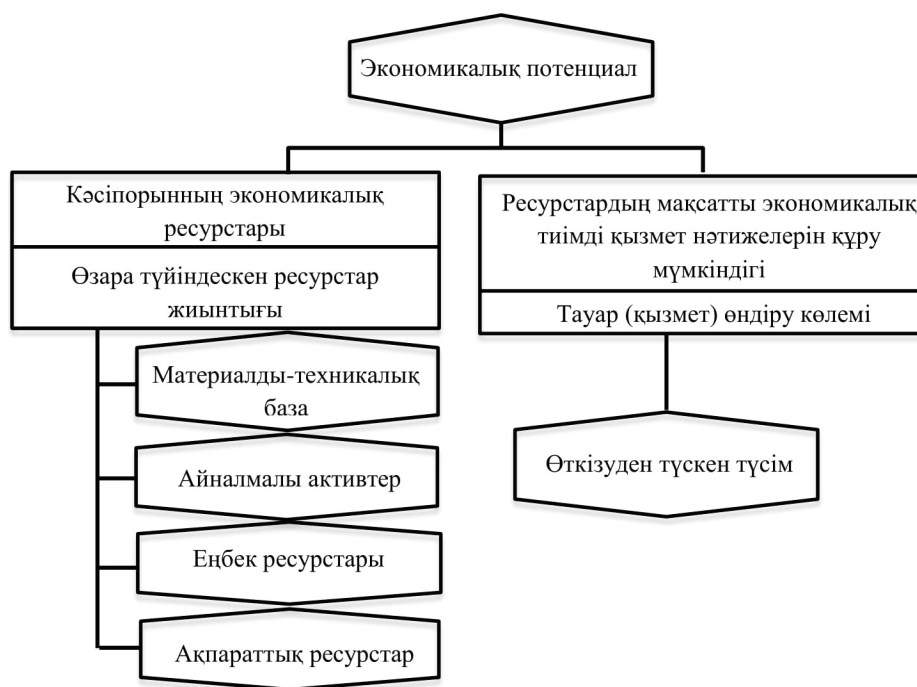 Экономикалық потенциал
Кәсіпорынның экономикалық
ресурстары
Өзара түйіндескен ресурстар
жиынтығы
Материалды-техникалық
база
Айналмалы активтер
Еңбек ресурстары
Ақпараттық ресурстар
Ресурстардың мақсатты экономикалық
тиімді қызмет нәтижелерін құру
мүмкіндігі
Тауар (қызмет) өндіру көлемі
Өткізуден түскен түсім